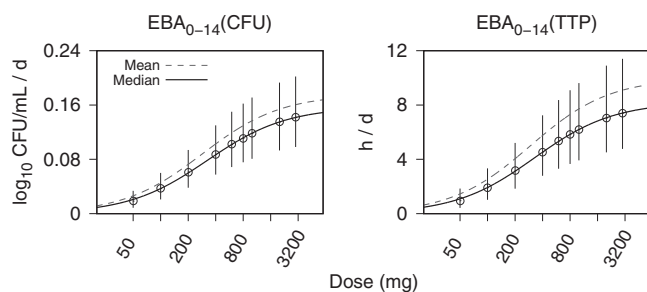 EBA0–14(CFU)
0.24
0.16
0.08
0
log10 CFU/mL / d
Mean
Median
50
200
800
3200
EBA0–14(TTP)
12
8
4
0
h / d
50
200
800
3200
Dose (mg)